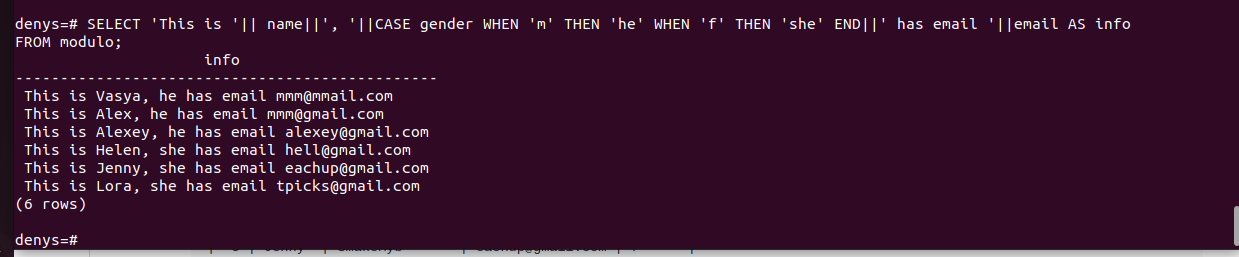 denys=# SELECT 'This is '|| name||', '||CASE gender WHEN 'm' THEN 'he' WHEN 'f' THEN 'she' END||' has email '||email AS info
FROM modulo;
info
-----------------------------------------------
This is Vasya, he has email mmm@mmail.com
This is Alex, he has email mmm@gmail.com
This is Alexey, he has email alexey@gmail.com
This is Helen, she has email hell@gmail.com
This is Jenny, she has email eachup@gmail.com
This is Lora, she has email tpicks@gmail.com
(6 rows)
denys=#